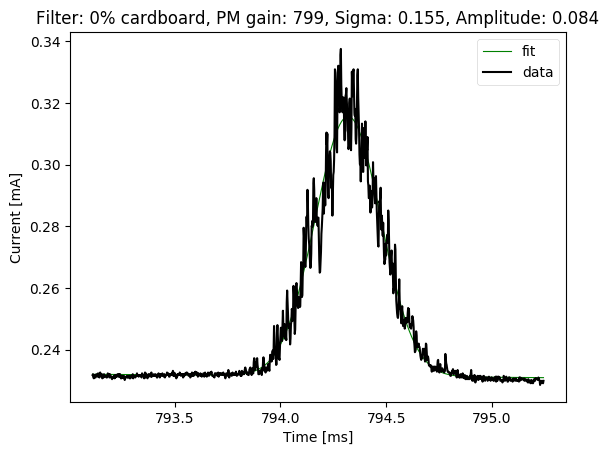 Filter: 0% cardboard, PM gain: 799, Sigma: 0.155, Amplitude: 0.084
fit
data
0.34
0.32
0.30
0.28
0.26
0.24
Current [mA]
793.5
794.0
794.5
795.0
Time [ms]